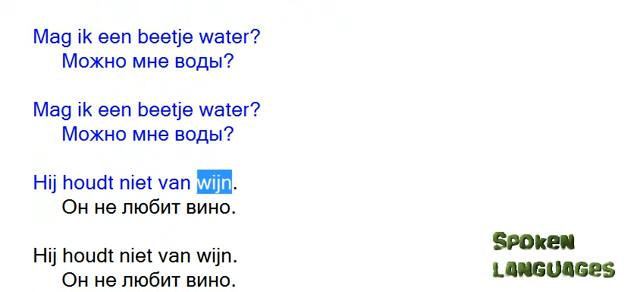 Mag ik een beetje water?
Можно мне воды?
Mag ik een beetje water?
Можно мне воды?
Hij houdt niet van wijn.
Он не любит вино.
Hij houdt niet van wijn.
Он не любит вино.
Spoken
Languages